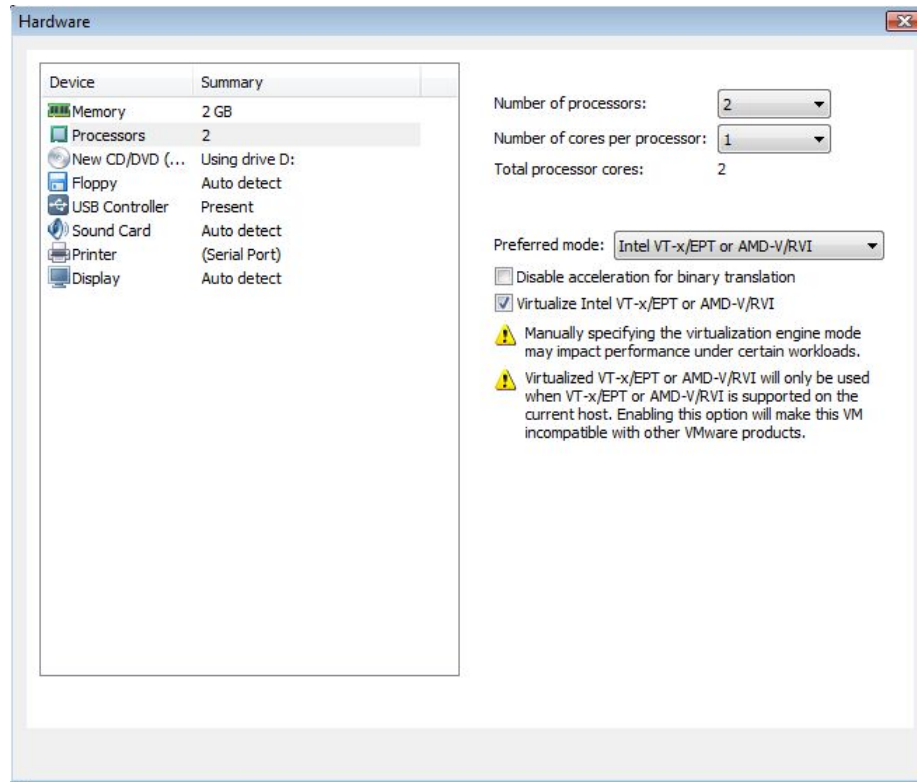 Hardware
Device Summary
Memory 2 GB
Processors 2
New CD/DVD (... Using drive D:
Floppy Auto detect
USB Controller Present
Sound Card Auto detect
Printer (Serial Port)
Display Auto detect
Number of processors: 2
Number of cores per processor: 1
Total processor cores: 2
Preferred mode: Intel VT-x/EPT or AMD-V/RVI
Disable acceleration for binary translation
Virtualize Intel VT-x/EPT or AMD-V/RVI
Manually specifying the virtualization engine mode
may impact performance under certain workloads.
Virtualized VT-x/EPT or AMD-V/RVI will only be used
when VT-x/EPT or AMD-V/RVI is supported on the
current host. Enabling this option will make this VM
incompatible with other VMware products.